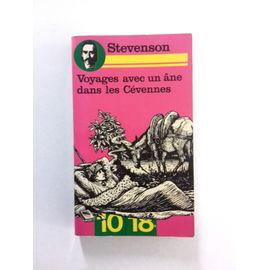 Stevenson
Voyages avec un âne
dans les Cévennes
10 18